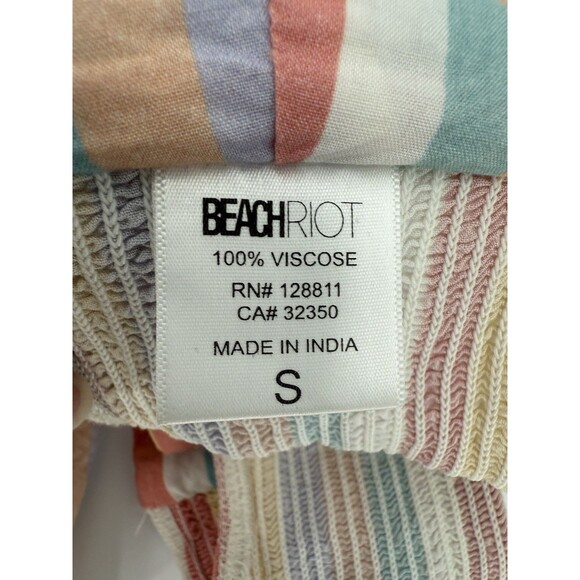 BEACHRIOT
100% VISCOSE
RN# 128811
CA# 32350
MADE IN INDIA
S